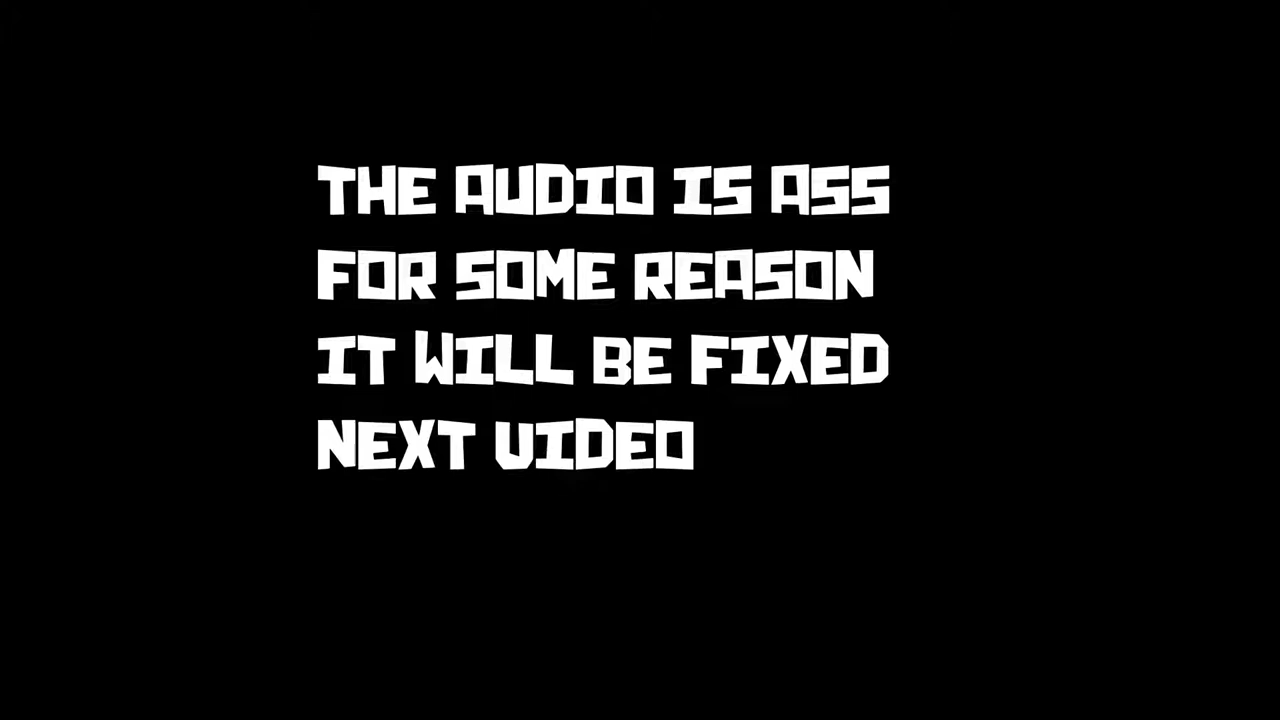 THE AUDIO IS ASS
FOR SOME REASON
IT WILL BE FIXED
NEXT VIDEO